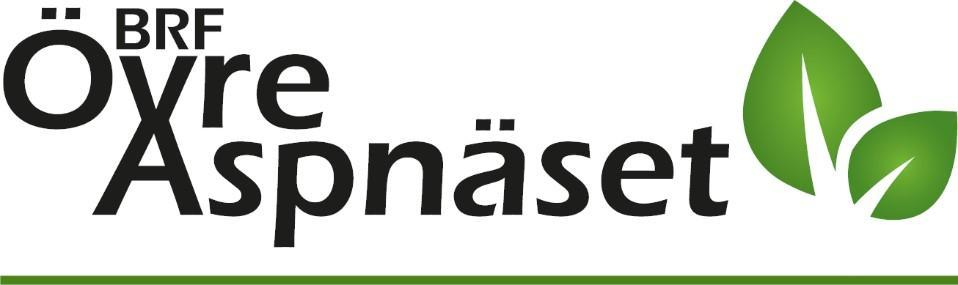 BRF
Övre
Aspnäset